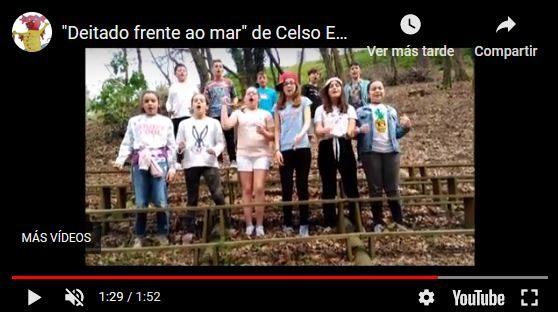 "Deitado frente ao mar" de Celso E...
Ver más tarde
Compartir
MÁS VÍDEOS
1:29 / 1:52
YouTube